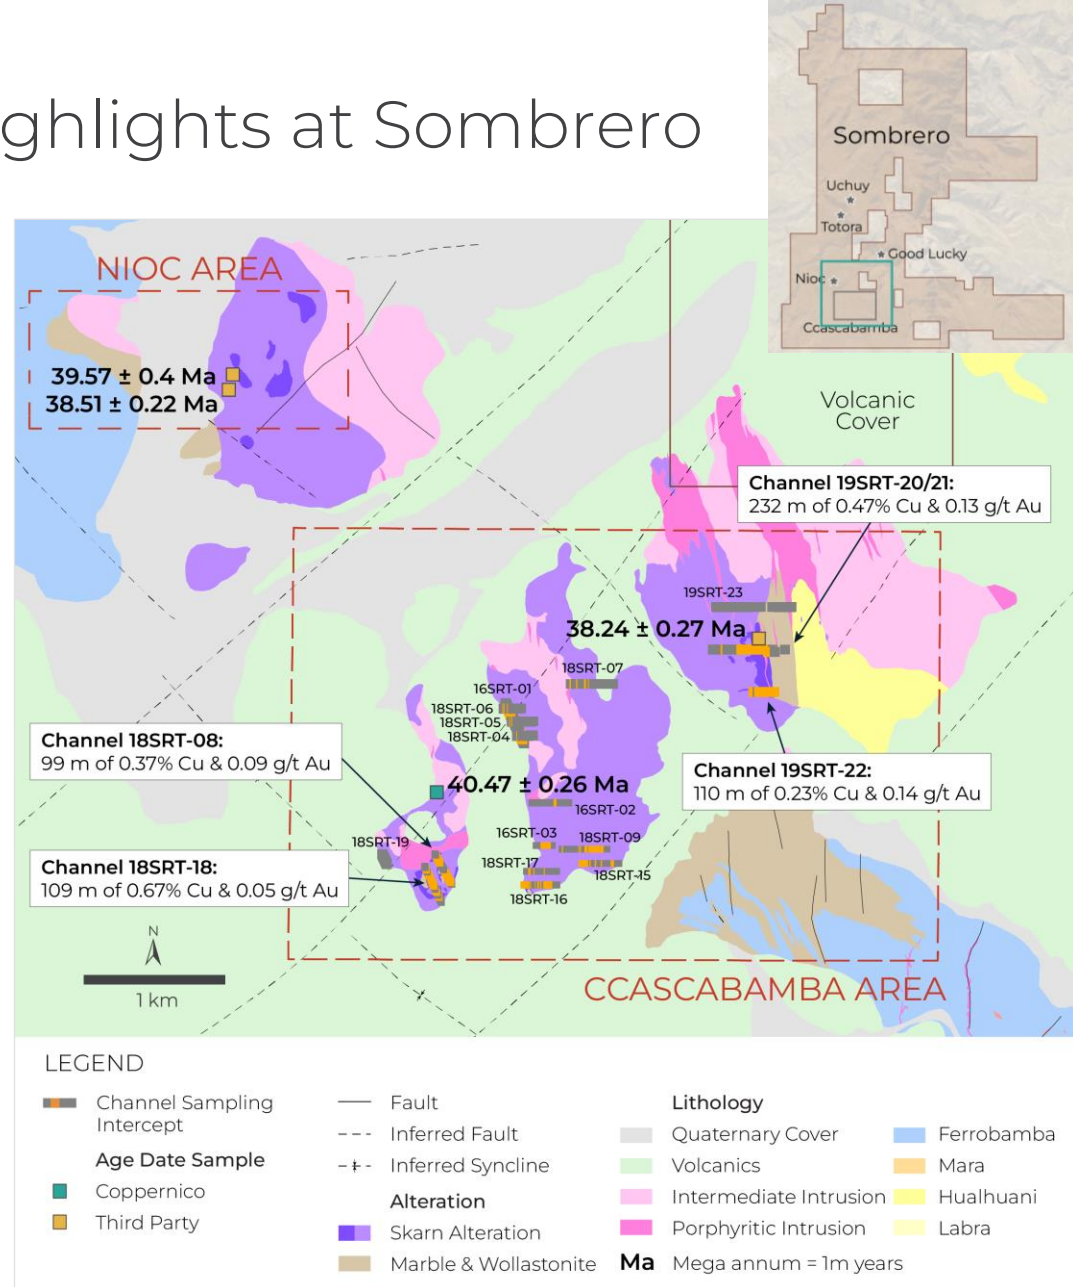 ghlights at Sombrero
Sombrero
Uchuy
Totora
Good Lucky
Nioc
Ccascabamba
NIOC AREA
39.57 ± 0.4 Ma
38.51 ± 0.22 Ma
Volcanic
Cover
Channel 19SRT-20/21:
232 m of 0.47% Cu & 0.13 g/t Au
19SRT-23
38.24 ± 0.27 Ma
18SRT-07
16SRT-01
18SRT-06
18SRT-05
18SRT-04
Channel 18SRT-08:
99 m of 0.37% Cu & 0.09 g/t Au
Channel 19SRT-22:
110 m of 0.23% Cu & 0.14 g/t Au
40.47 ± 0.26 Ma
16SRT-02
16SRT-03
18SRT-09
18SRT-19
18SRT-17
18SRT-15
18SRT-16
Channel 18SRT-18:
109 m of 0.67% Cu & 0.05 g/t Au
N
1 km
CCASCABAMBA AREA
LEGEND
Channel Sampling
Intercept
Age Date Sample
Coppernico
Third Party
Fault
Inferred Fault
Inferred Syncline
Alteration
Skarn Alteration
Marble & Wollastonite
Lithology
Quaternary Cover
Volcanics
Intermediate Intrusion
Porphyritic Intrusion
Ma Mega annum = 1m years
Ferrobamba
Mara
Hualhuani
Labra